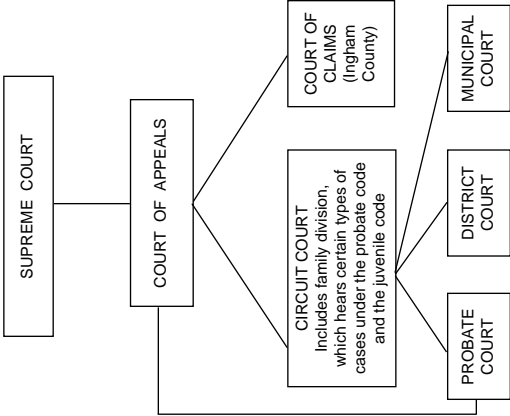 SUPREME COURT
COURT OF APPEALS
COURT OF
CLAIMS
(Ingham
County)
CIRCUIT COURT
Includes family division,
which hears certain types of
cases under the probate code
and the juvenile code
PROBATE
COURT
DISTRICT
COURT
MUNICIPAL
COURT